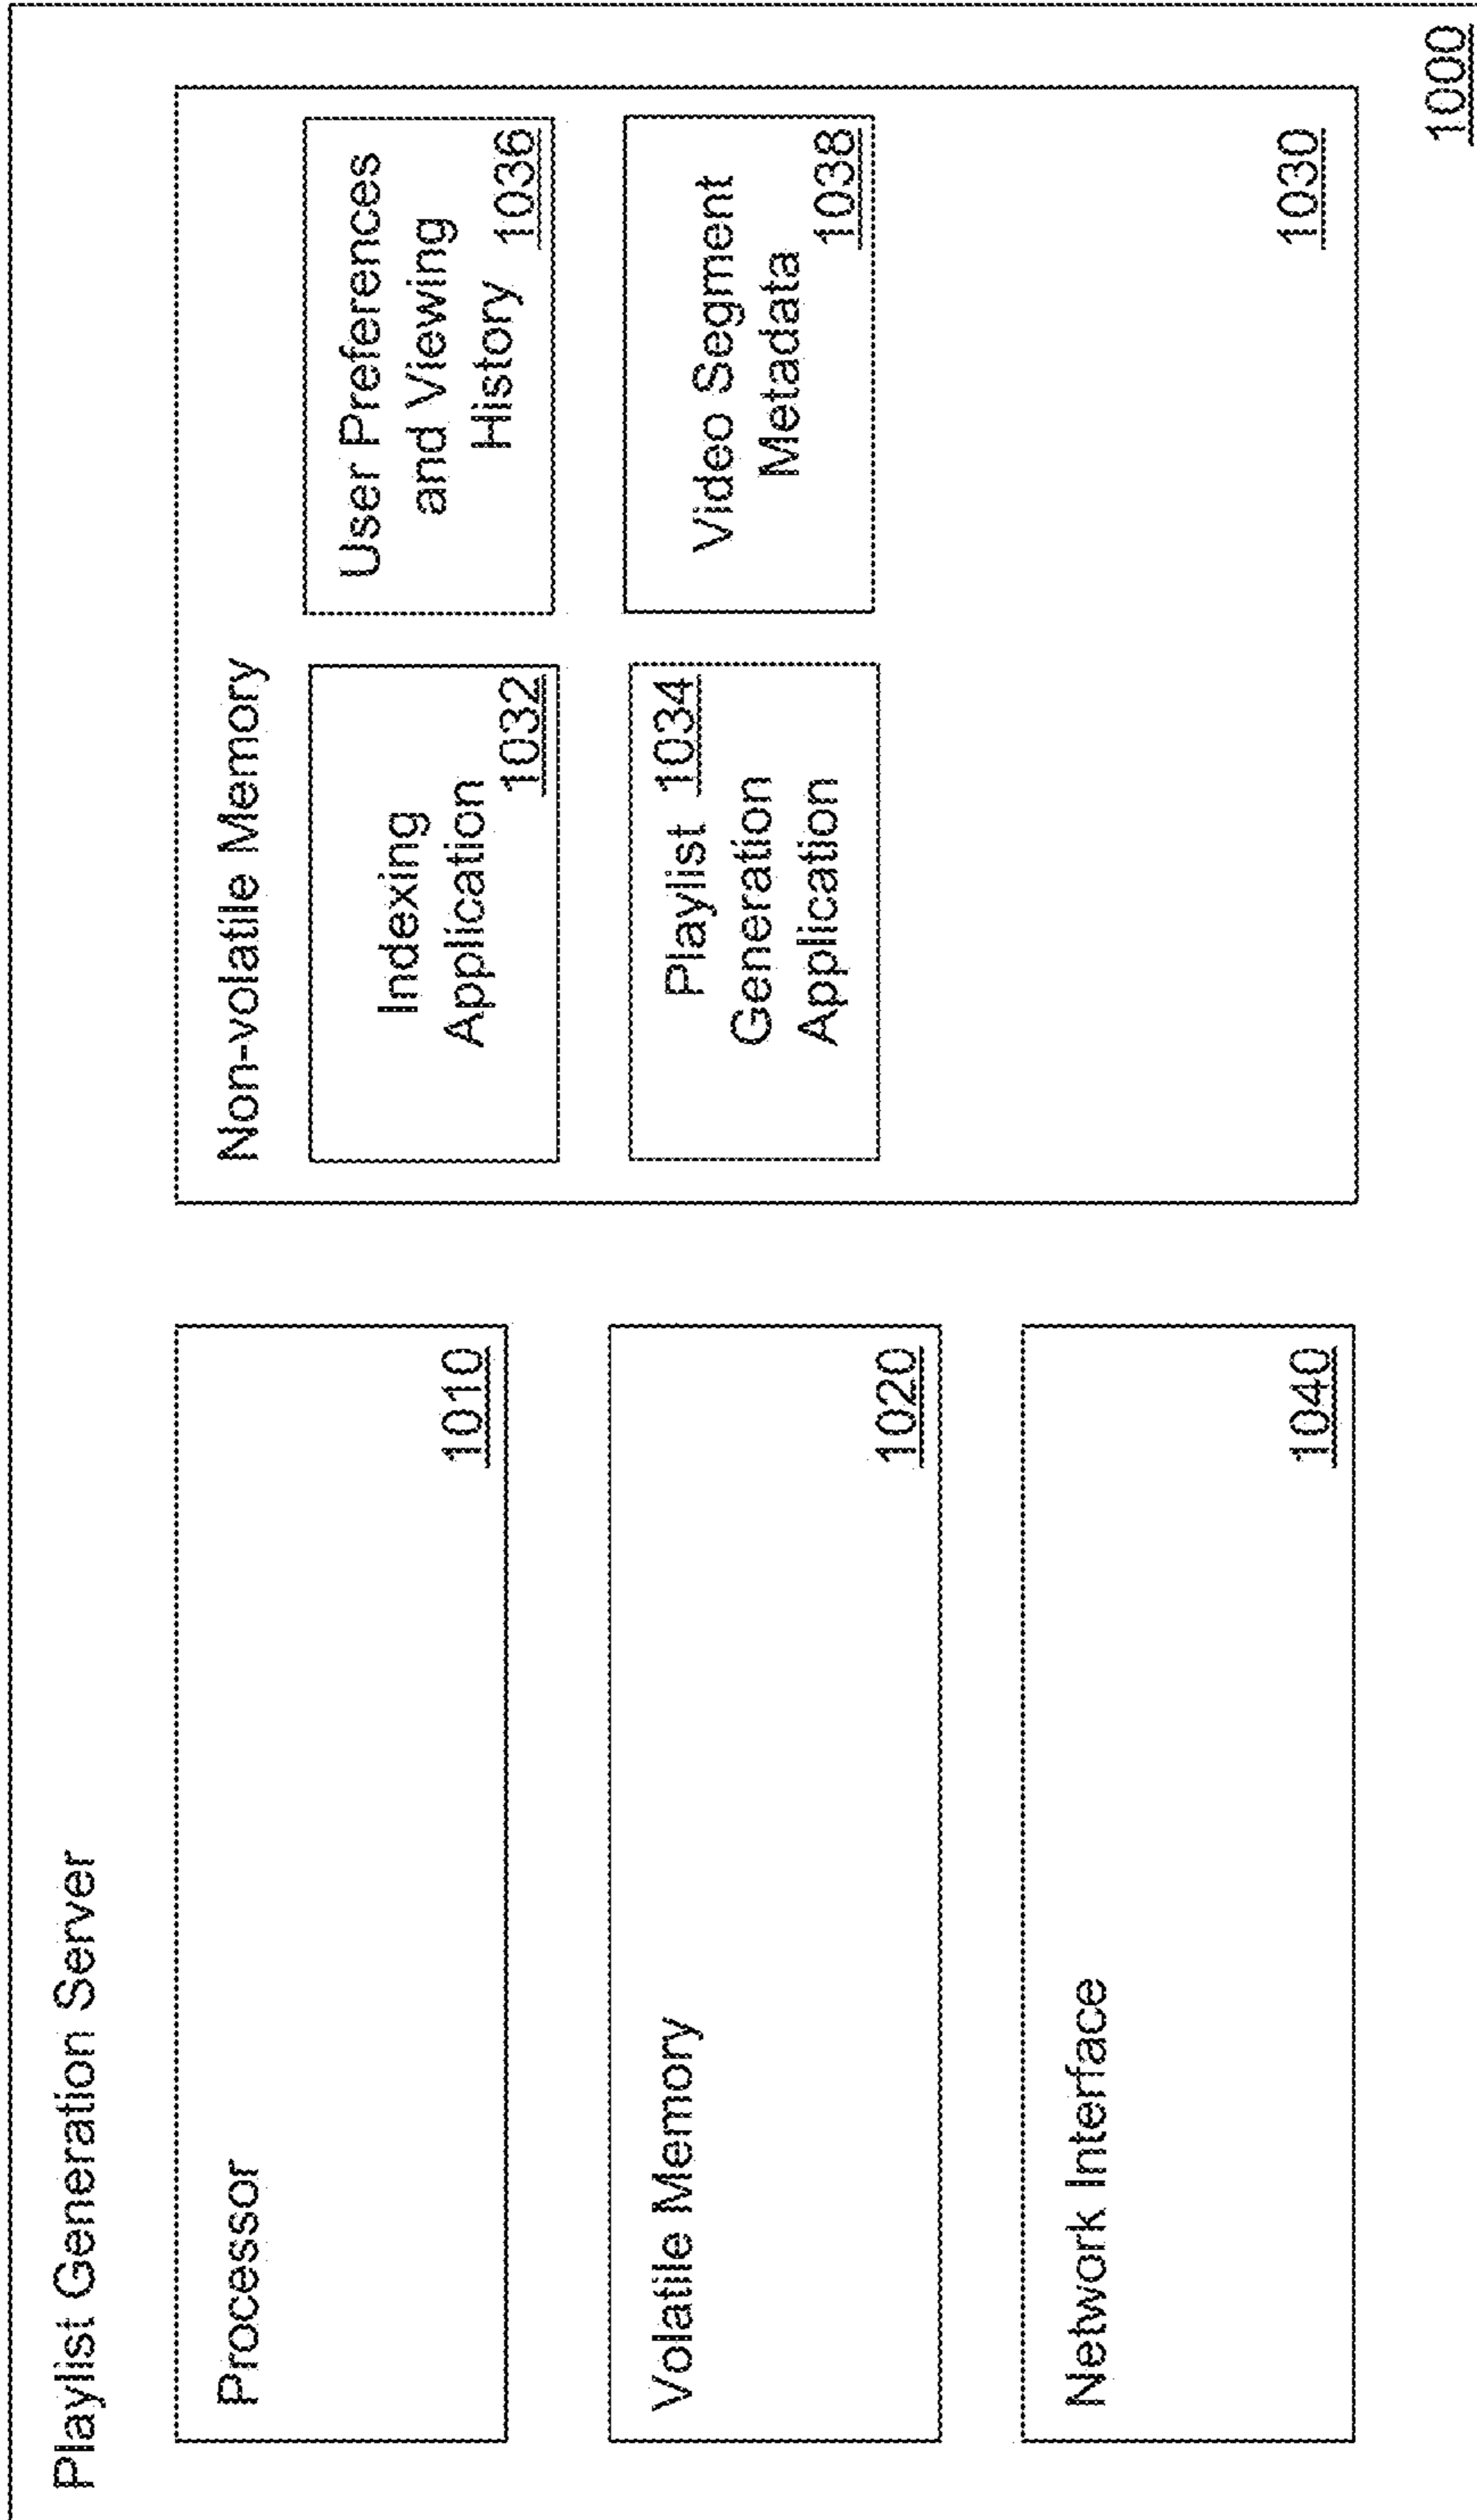 Playlist Generation Server
Processor
1010
Volatile Memory
1020
Network Interface
1040
Non-volatile Memory
Indexing
Application
1032
User Preferences
and Viewing
History 1036
Playlist 1034
Generation
Application
Video Segment
Metadata
1038
1030
1000